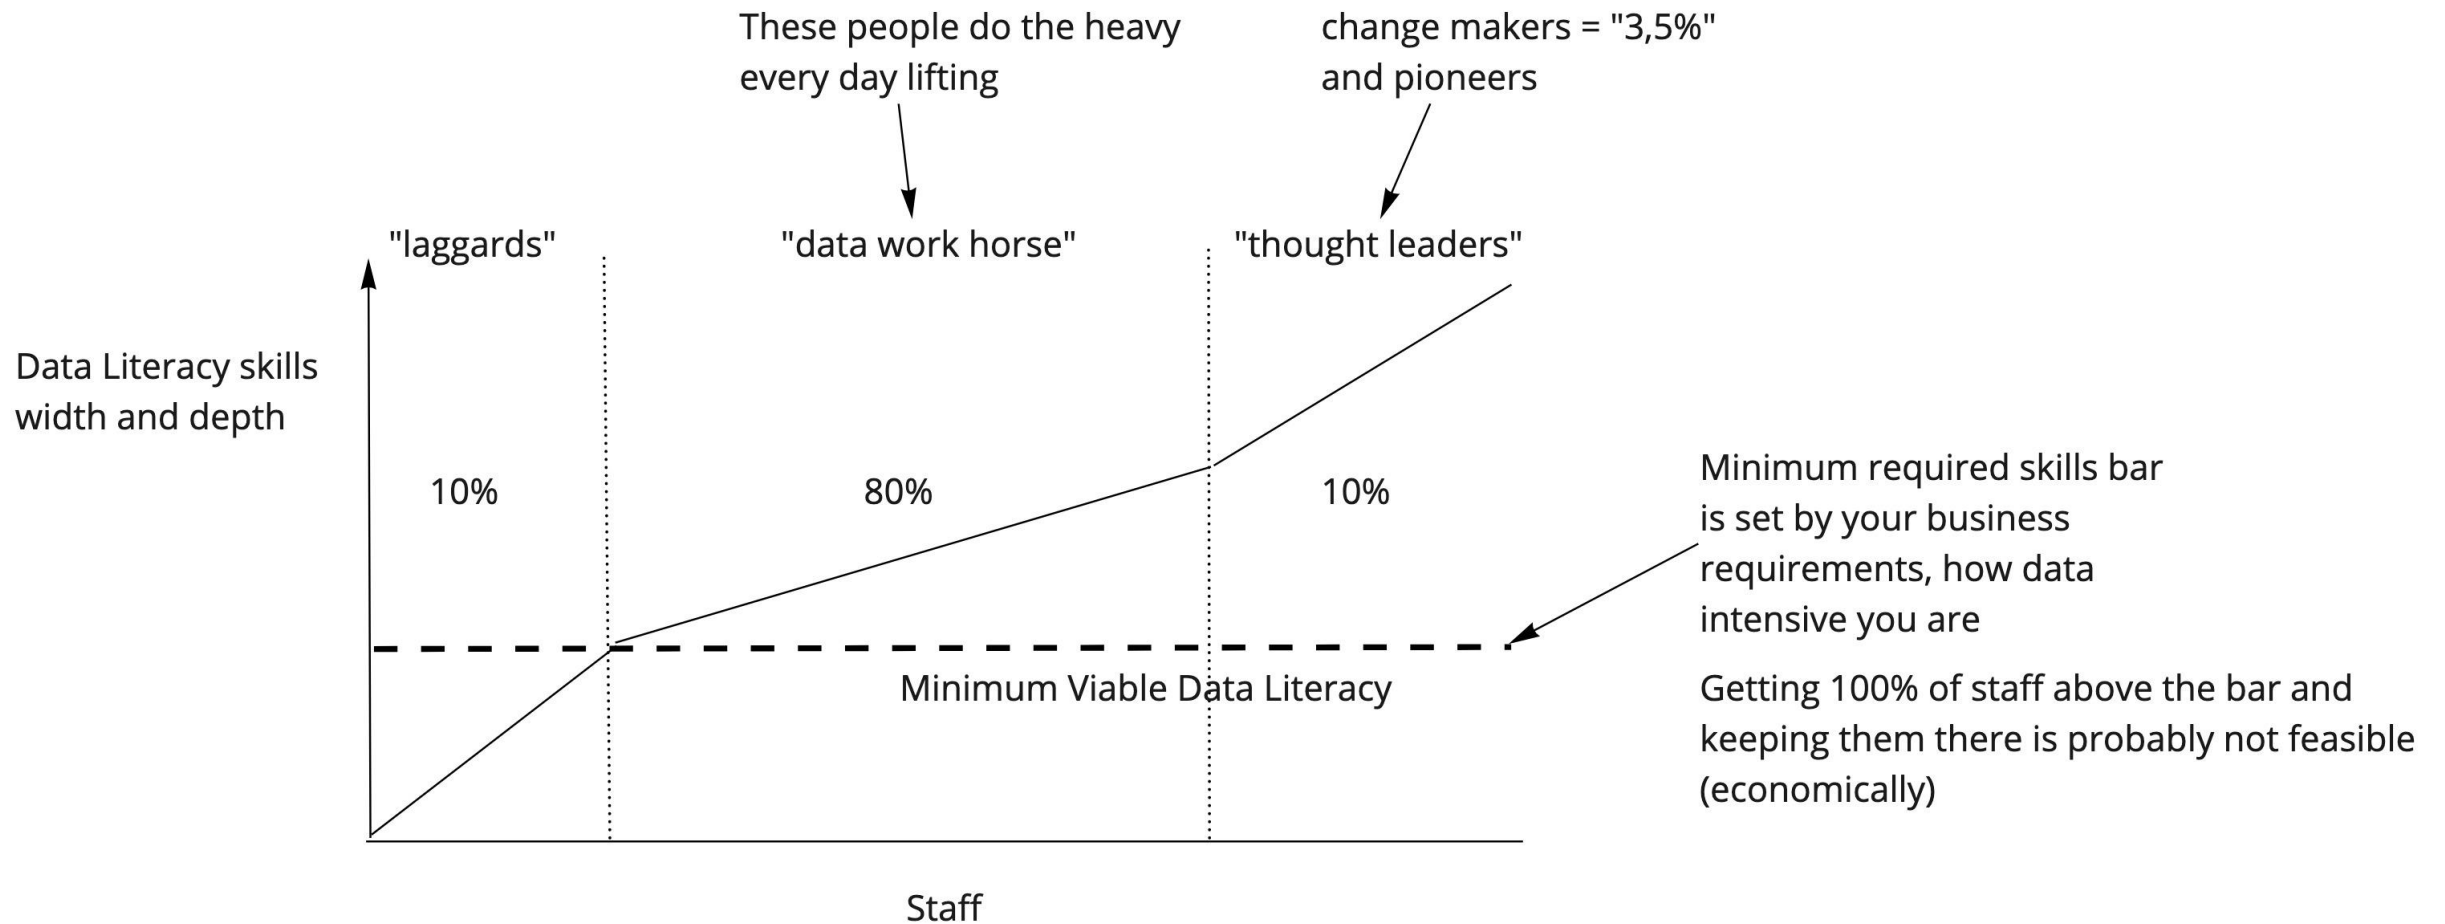 These people do the heavy
every day lifting
change makers = "3,5%"
and pioneers
"laggards"
"data work horse"
"thought leaders"
Data Literacy skills
width and depth
10%
80%
10%
Minimum required skills bar
is set by your business
requirements, how data
intensive you are
Minimum Viable Data Literacy
Getting 100% of staff above the bar and
keeping them there is probably not feasible
(economically)
Staff